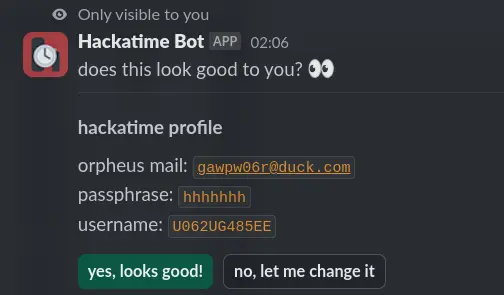 Only visible to you
Hackatime Bot APP 02:06
does this look good to you? 👀
hackatime profile
orpheus mail: gawpw06r@duck.com
passphrase: hhhhhhh
username: U062UG485EE
yes, looks good! no, let me change it